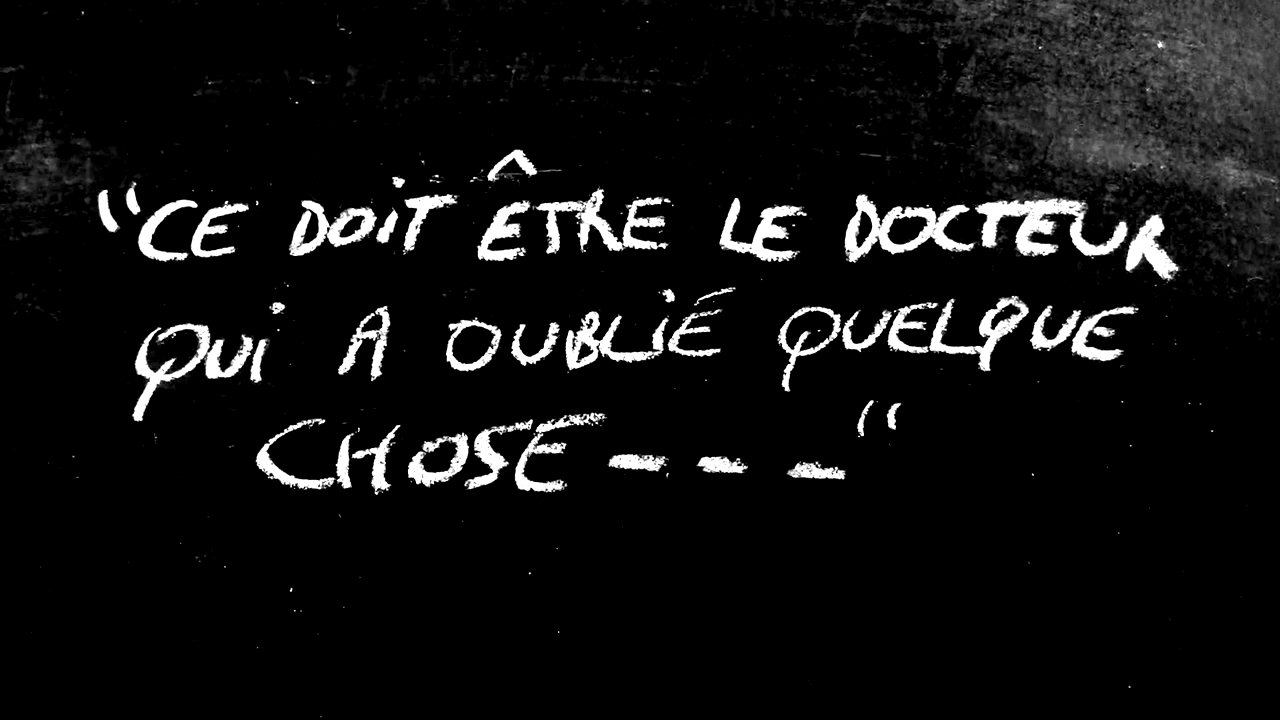 “CE DOiT ÊTRE LE DOCTEUR
QUi A OUBLiÉ QUELQUE
CHOSE--- “